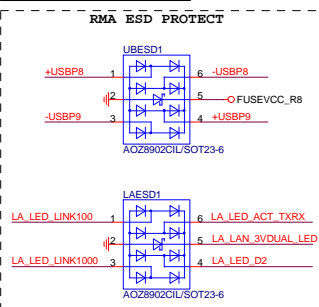 RMA ESD PROTECT
UBESD1
+USBP8 1 6 -USBP8
2 5 FUSEVCC_R8
-USBP9 3 4 +USBP9
AOZ8902CIL/SOT23-6
LAESD1
LA_LED_LINK100 1 6 LA_LED_ACT_TXRX
2 5 LA_LAN_3VDUAL_LED
LA_LED_LINK1000 3 4 LA_LED_D2
AOZ8902CIL/SOT23-6